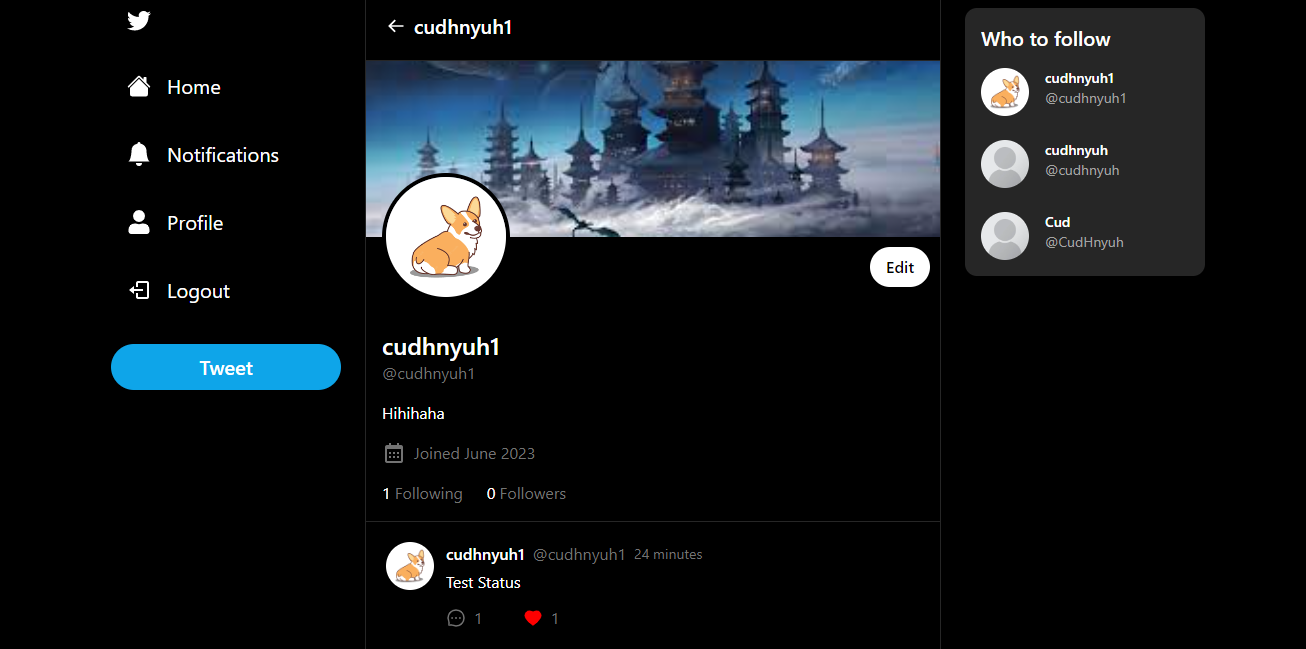 Home
Notifications
Profile
Logout
Tweet
cudhnyuh1
Edit
cudhnyuh1
@cudhnyuh1
Hihihaha
Joined June 2023
1 Following 0 Followers
cudhnyuh1 @cudhnyuh1 24 minutes
Test Status
1 1
Who to follow
cudhnyuh1
@cudhnyuh1
cudhnyuh
@cudhnyuh
Cud
@CudHnyuh